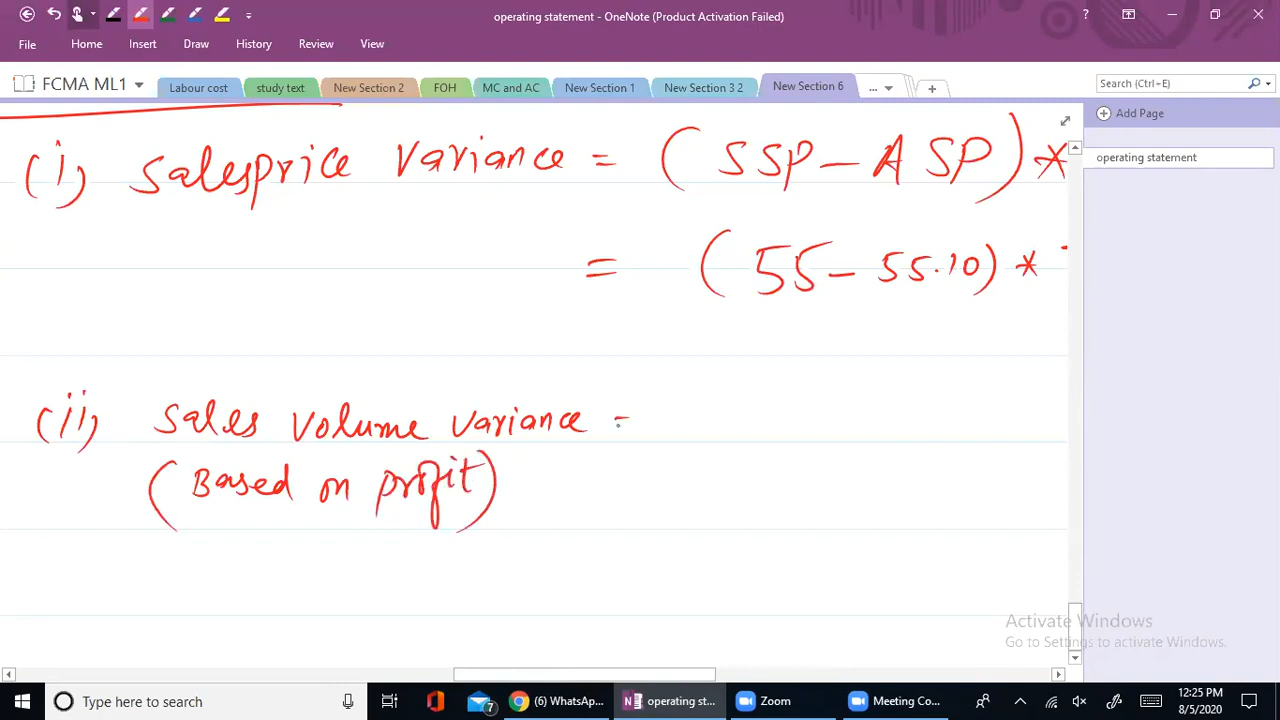 operating statement - OneNote (Product Activation Failed)
File Home Insert Draw History Review View
FCMA ML1 Labour cost study text New Section 2 FOH MC and AC New Section 1 New Section 3 2 New Section 6 ... Search (Ctrl+E)
Add Page
operating statement
(i) Salesprice variance = (SSP - ASP) *
= (55 - 55.10) *
(ii) Sales volume variance =
(Based on profit)
Activate Windows
Go to Settings to activate Windows.
Type here to search 7 (6) WhatsAp... operating sta... Zoom Meeting Co... 12:25 PM
8/5/2020